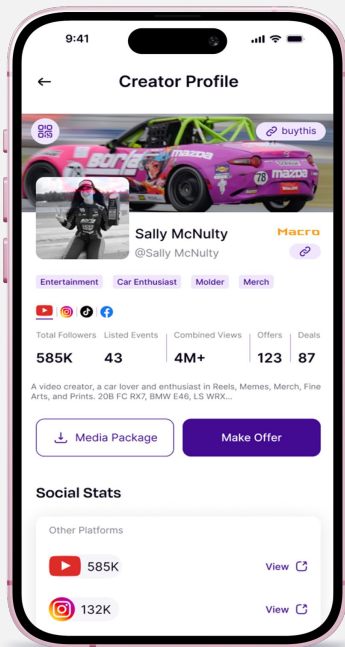 9:41
Creator Profile
buythis
mazda
78 mazda
Sally McNulty
Macro
@Sally McNulty
Entertainment Car Enthusiast Molder Merch
Total Followers Listed Events Combined Views Offers Deals
585K 43 4M+ 123 87
A video creator, a car lover and enthusiast in Reels, Memes, Merch, Fine
Arts, and Prints. 20B FC RX7, BMW E46, LS WRX...
Media Package
Make Offer
Social Stats
Other Platforms
585K View
132K View